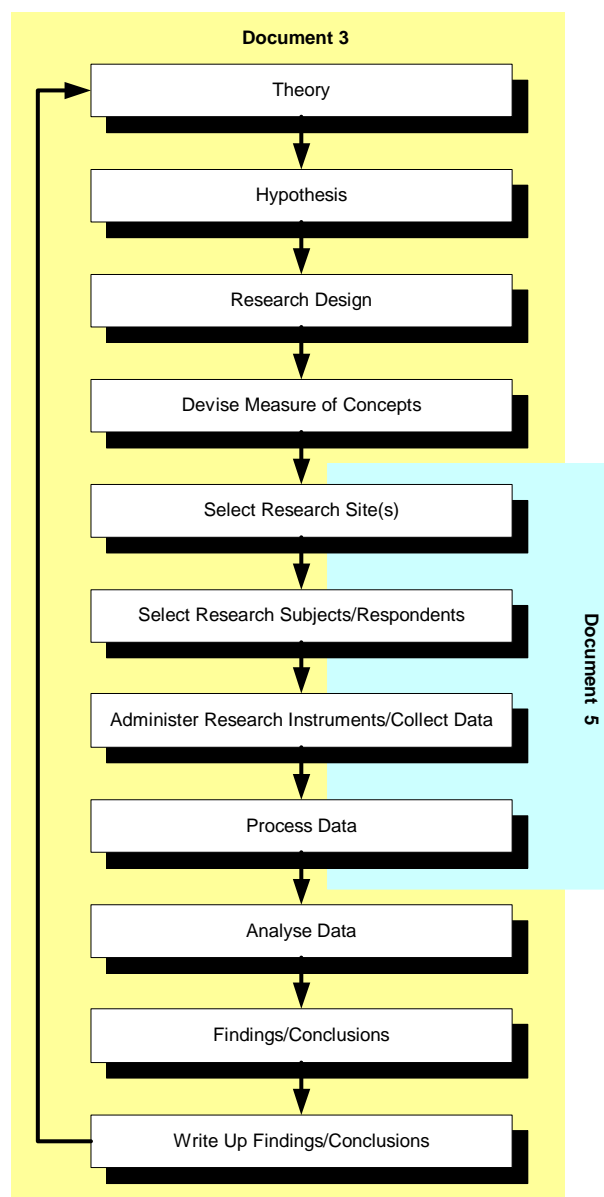 Document 3
Theory
Hypothesis
Research Design
Devise Measure of Concepts
Select Research Site(s)
Select Research Subjects/Respondents
Document 5
Administer Research Instruments/Collect Data
Process Data
Analyse Data
Findings/Conclusions
Write Up Findings/Conclusions